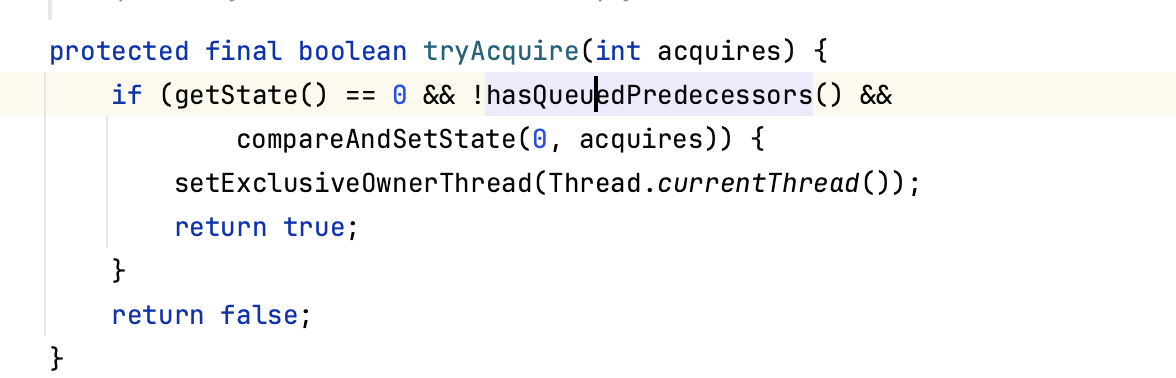 protected final boolean tryAcquire(int acquires) {
if (getState() == 0 && !hasQueuedPredecessors() &&
compareAndSetState(0, acquires)) {
setExclusiveOwnerThread(Thread.currentThread());
return true;
}
return false;
}